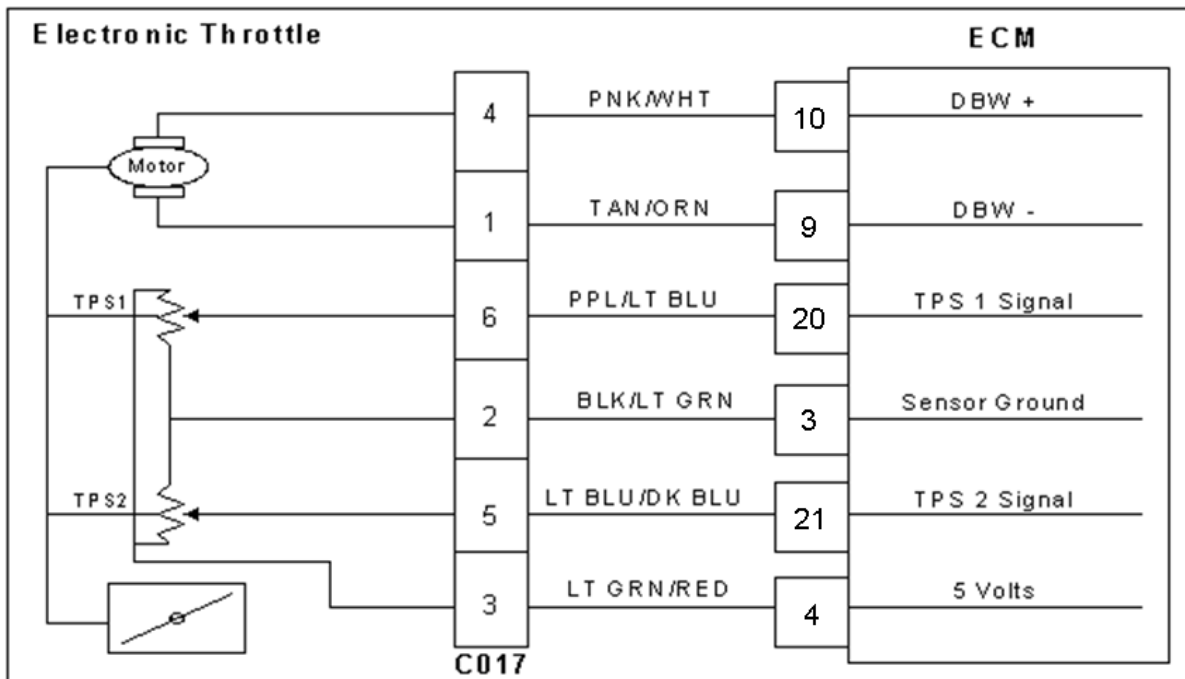 Electronic Throttle
ECM
4 PNK/WHT 10 DBW +
Motor
1 TAN/ORN 9 DBW -
TPS1 6 PPL/LT BLU 20 TPS 1 Signal
2 BLK/LT GRN 3 Sensor Ground
TPS2 5 LT BLU/DK BLU 21 TPS 2 Signal
3 LT GRN/RED 4 5 Volts
C017